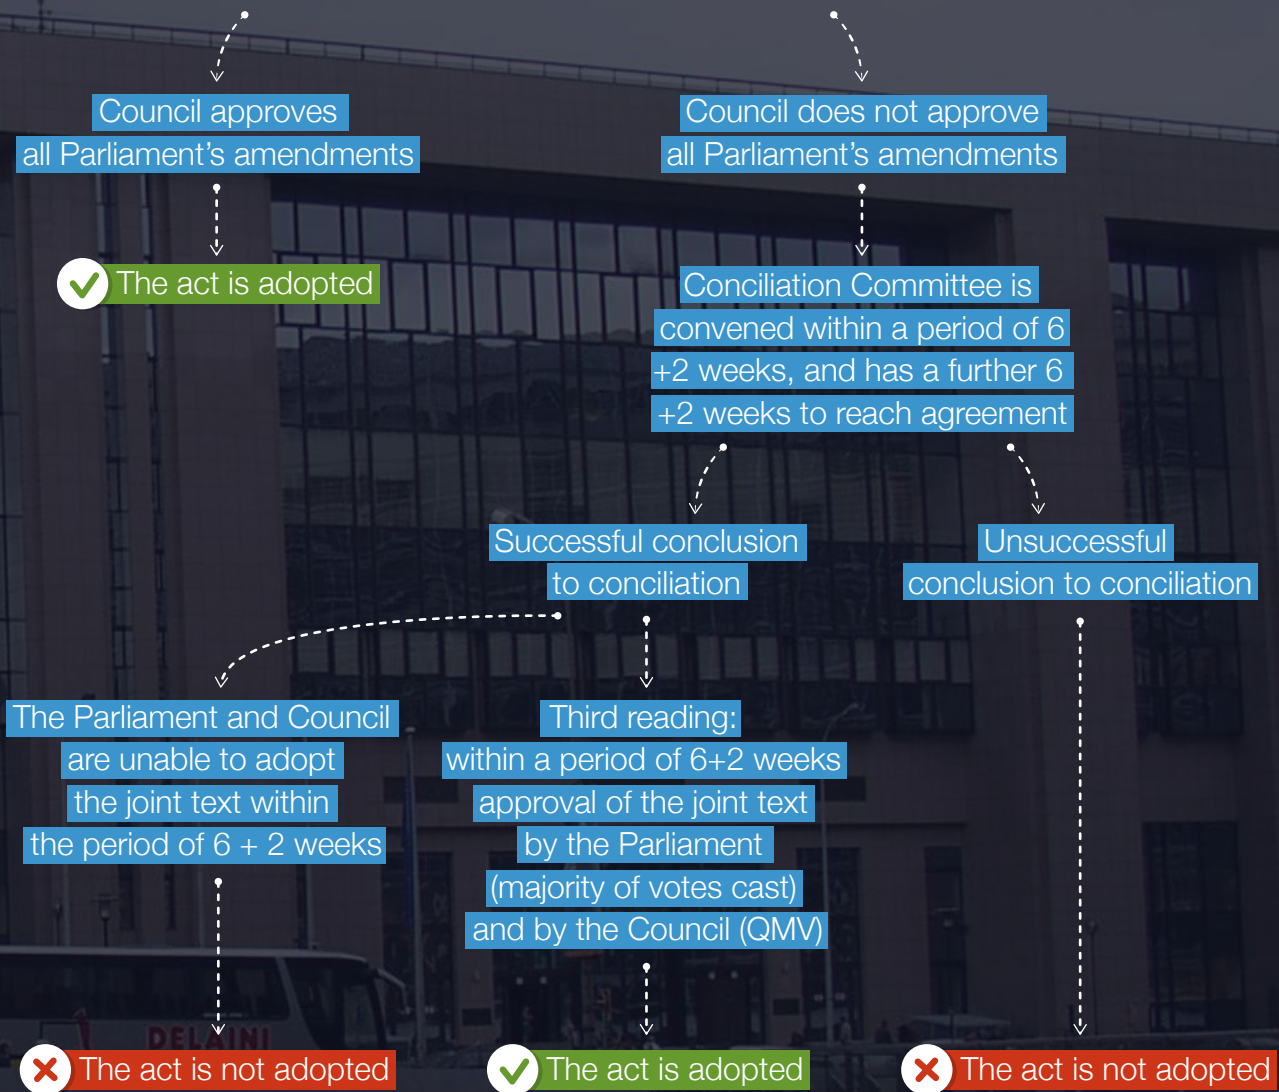 Council approves
all Parliament's amendments
Council does not approve
all Parliament's amendments
The act is adopted
Conciliation Committee is
convened within a period of 6
+2 weeks, and has a further 6
+2 weeks to reach agreement
Successful conclusion
to conciliation
Unsuccessful
conclusion to conciliation
The Parliament and Council
are unable to adopt
the joint text within
the period of 6 + 2 weeks
Third reading:
within a period of 6+2 weeks
approval of the joint text
by the Parliament
(majority of votes cast)
and by the Council (QMV)
DELAINI
The act is not adopted
The act is adopted
The act is not adopted